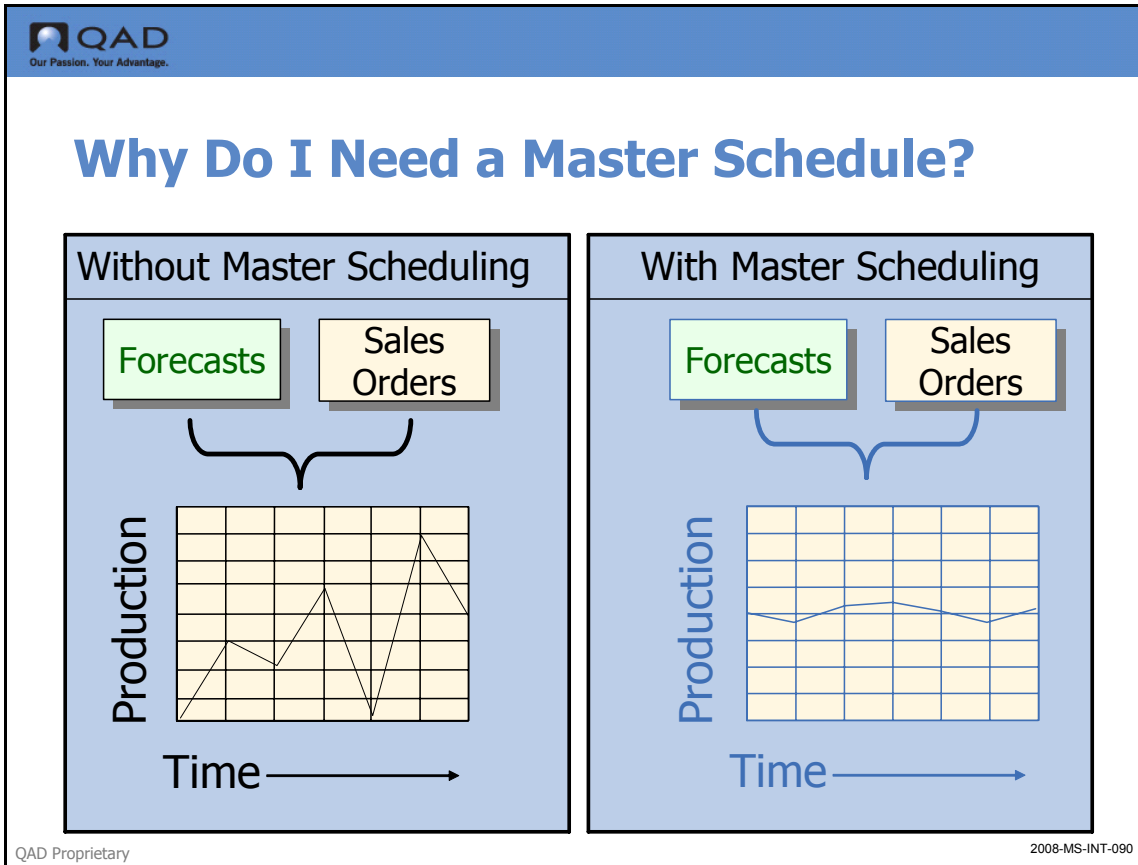 QAD
Our Passion. Your Advantage.
Why Do I Need a Master Schedule?
Without Master Scheduling
Forecasts
Sales
Orders
Production
Time
With Master Scheduling
Forecasts
Sales
Orders
Production
Time
QAD Proprietary
2008-MS-INT-090